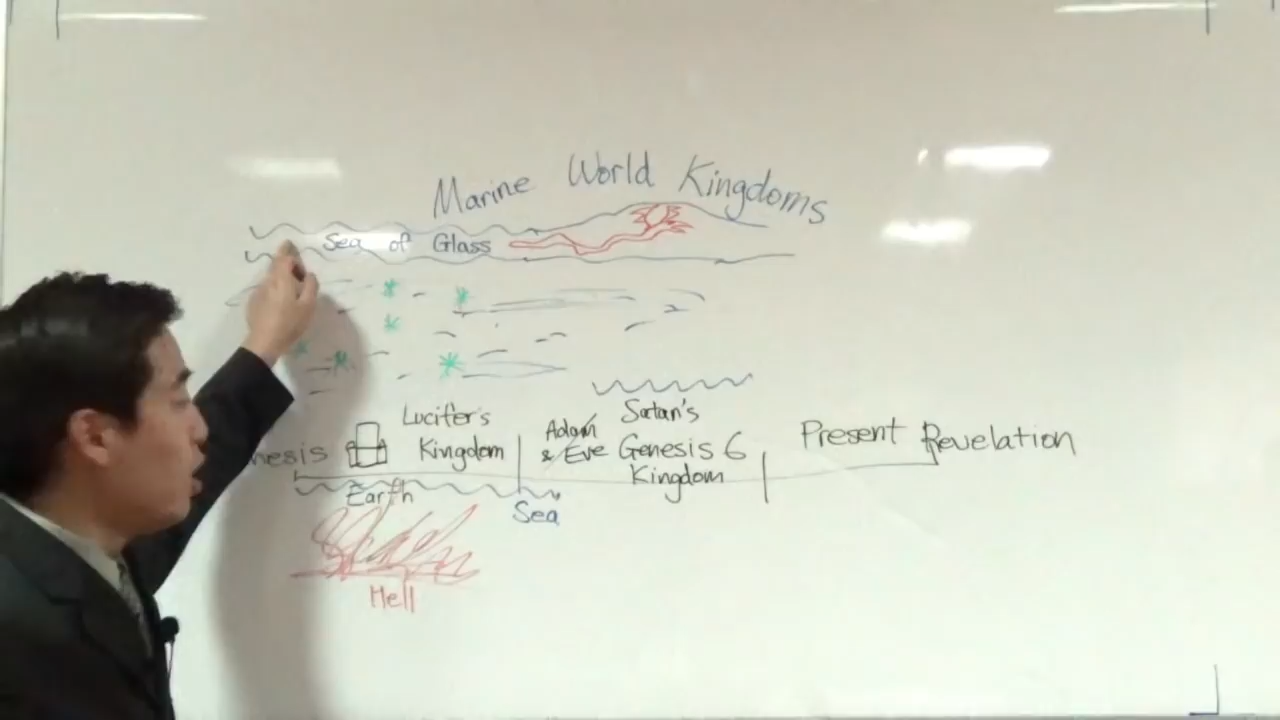 Marine World Kingdoms
Sea of Glass
nesis
Lucifer's
Kingdom
Adam
& Eve
Satan's
Genesis 6
Kingdom
Present Revelation
Earth
Sea
Hell